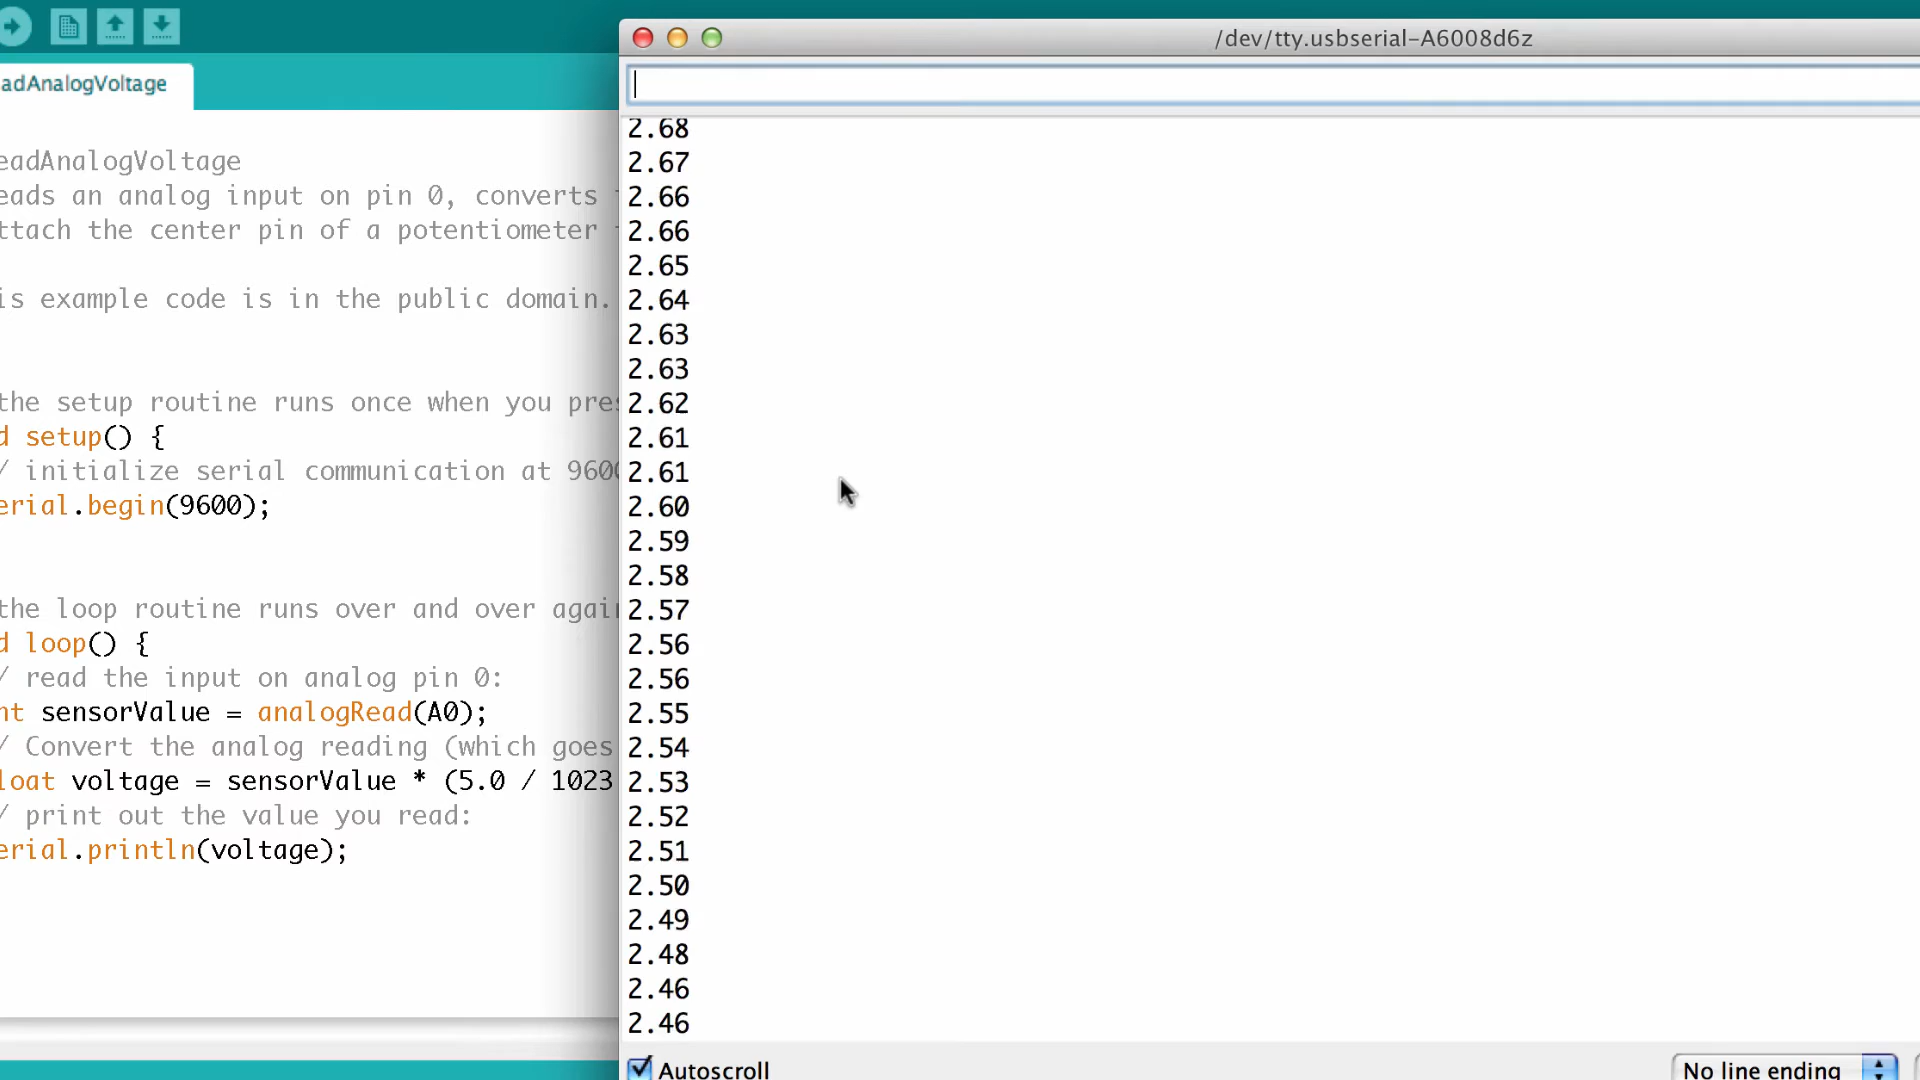 adAnalogVoltage
eadAnalogVoltage
eads an analog input on pin 0, converts
ttach the center pin of a potentiometer
is example code is in the public domain.
the setup routine runs once when you pres
d setup() {
/ initialize serial communication at 9600
erial.begin(9600);
the loop routine runs over and over again
d loop() {
/ read the input on analog pin 0:
nt sensorValue = analogRead(A0);
/ Convert the analog reading (which goes
loat voltage = sensorValue * (5.0 / 1023
/ print out the value you read:
erial.println(voltage);
/dev/tty.usbserial-A6008d6z
2.68
2.67
2.66
2.66
2.65
2.64
2.63
2.63
2.62
2.61
2.61
2.60
2.59
2.58
2.57
2.56
2.56
2.55
2.54
2.53
2.52
2.51
2.50
2.49
2.48
2.46
2.46
Autoscroll
No line ending